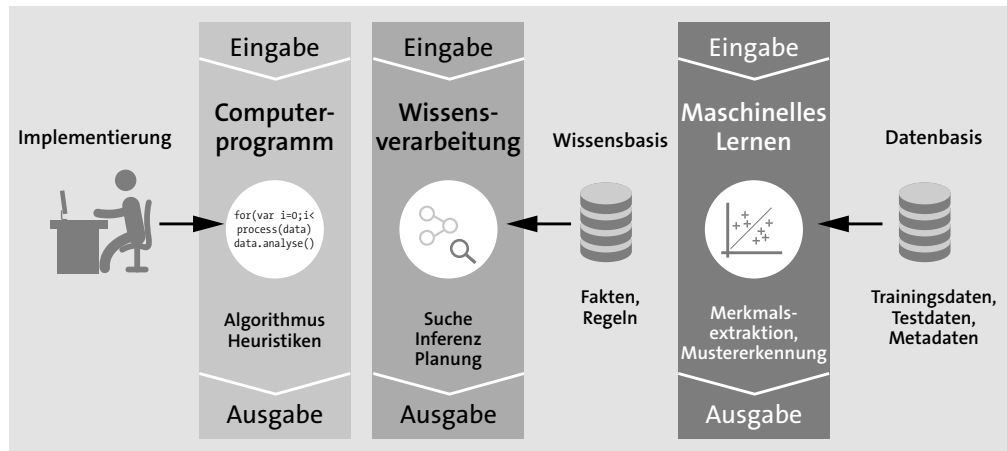 Implementierung
Eingabe
Computer-
programm
for(var i=0;i<
process(data)
data.analyse()
Algorithmus
Heuristiken
Ausgabe
Eingabe
Wissens-
verarbeitung
Suche
Inferenz
Planung
Ausgabe
Wissensbasis
Fakten,
Regeln
Eingabe
Maschinelles
Lernen
Merkmals-
extraktion,
Mustererkennung
Ausgabe
Datenbasis
Trainingsdaten,
Testdaten,
Metadaten